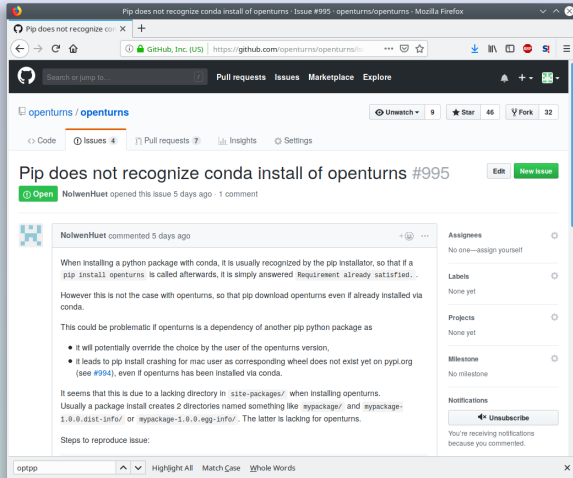 Pip does not recognize conda install of openturns · Issue #995 · openturns/openturns - Mozilla Firefox
Pip does not recognize con
GitHub, Inc. (US) https://github.com/openturns/openturns/is
Search or jump to...
Pull requests Issues Marketplace Explore
openturns / openturns
Unwatch 9 Star 46 Fork 32
Code Issues 4 Pull requests 7 Insights Settings
Pip does not recognize conda install of openturns #995
Edit New issue
Open NolwenHuet opened this issue 5 days ago · 1 comment
NolwenHuet commented 5 days ago
When installing a python package with conda, it is usually recognized by the pip installator, so that if a
pip install openturns is called afterwards, it is simply answered Requirement already satisfied..
However this is not the case with openturns, so that pip download openturns even if already installed via
conda.
This could be problematic if openturns is a dependency of another pip python package as
• it will potentially override the choice by the user of the openturns version,
• it leads to pip install crashing for mac user as corresponding wheel does not exist yet on pypi.org
(see #994), even if openturns has been installed via conda.
It seems that this is due to a lacking directory in site-packages/ when installing openturns.
Usually a package install creates 2 directories named something like mypackage/ and mypackage-
1.0.0.dist-info/ or mypackage-1.0.0.egg-info/. The latter is lacking for openturns.
Steps to reproduce issue:
Assignees
No one—assign yourself
Labels
None yet
Projects
None yet
Milestone
No milestone
Notifications
Unsubscribe
You're receiving notifications
because you commented.
optpp Highlight All Match Case Whole Words